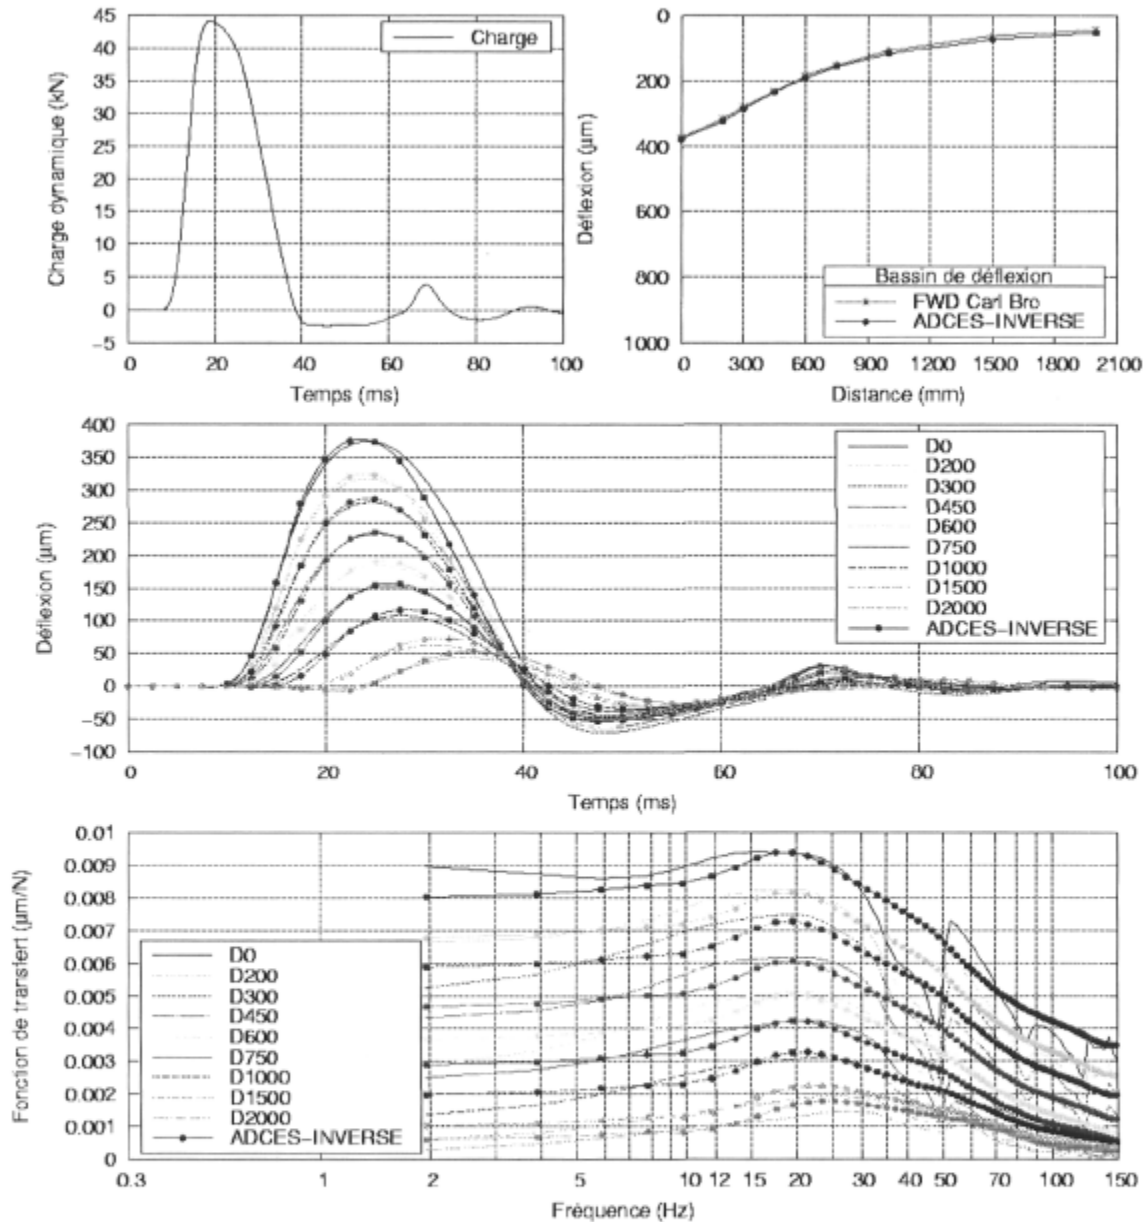 45
40
35
30
25
20
15
10
5
0
-5
Charge dynamique (kN)
Charge
0 20 40 60 80 100
Temps (ms)
0
200
400
600
800
1000
Déflexion (µm)
Bassin de déflexion
FWD Carl Bro
ADCES-INVERSE
0 300 600 900 1200 1500 1800 2100
Distance (mm)
400
350
300
250
200
150
100
50
0
-50
-100
Déflexion (µm)
D0
D200
D300
D450
D600
D750
D1000
D1500
D2000
ADCES-INVERSE
0 20 40 60 80 100
Temps (ms)
0.01
0.009
0.008
0.007
0.006
0.005
0.004
0.003
0.002
0.001
0
Fonction de transfert (µm/N)
D0
D200
D300
D450
D600
D750
D1000
D1500
D2000
ADCES-INVERSE
0.3 1 2 5 10 12 15 20 30 40 50 70 100 150
Fréquence (Hz)